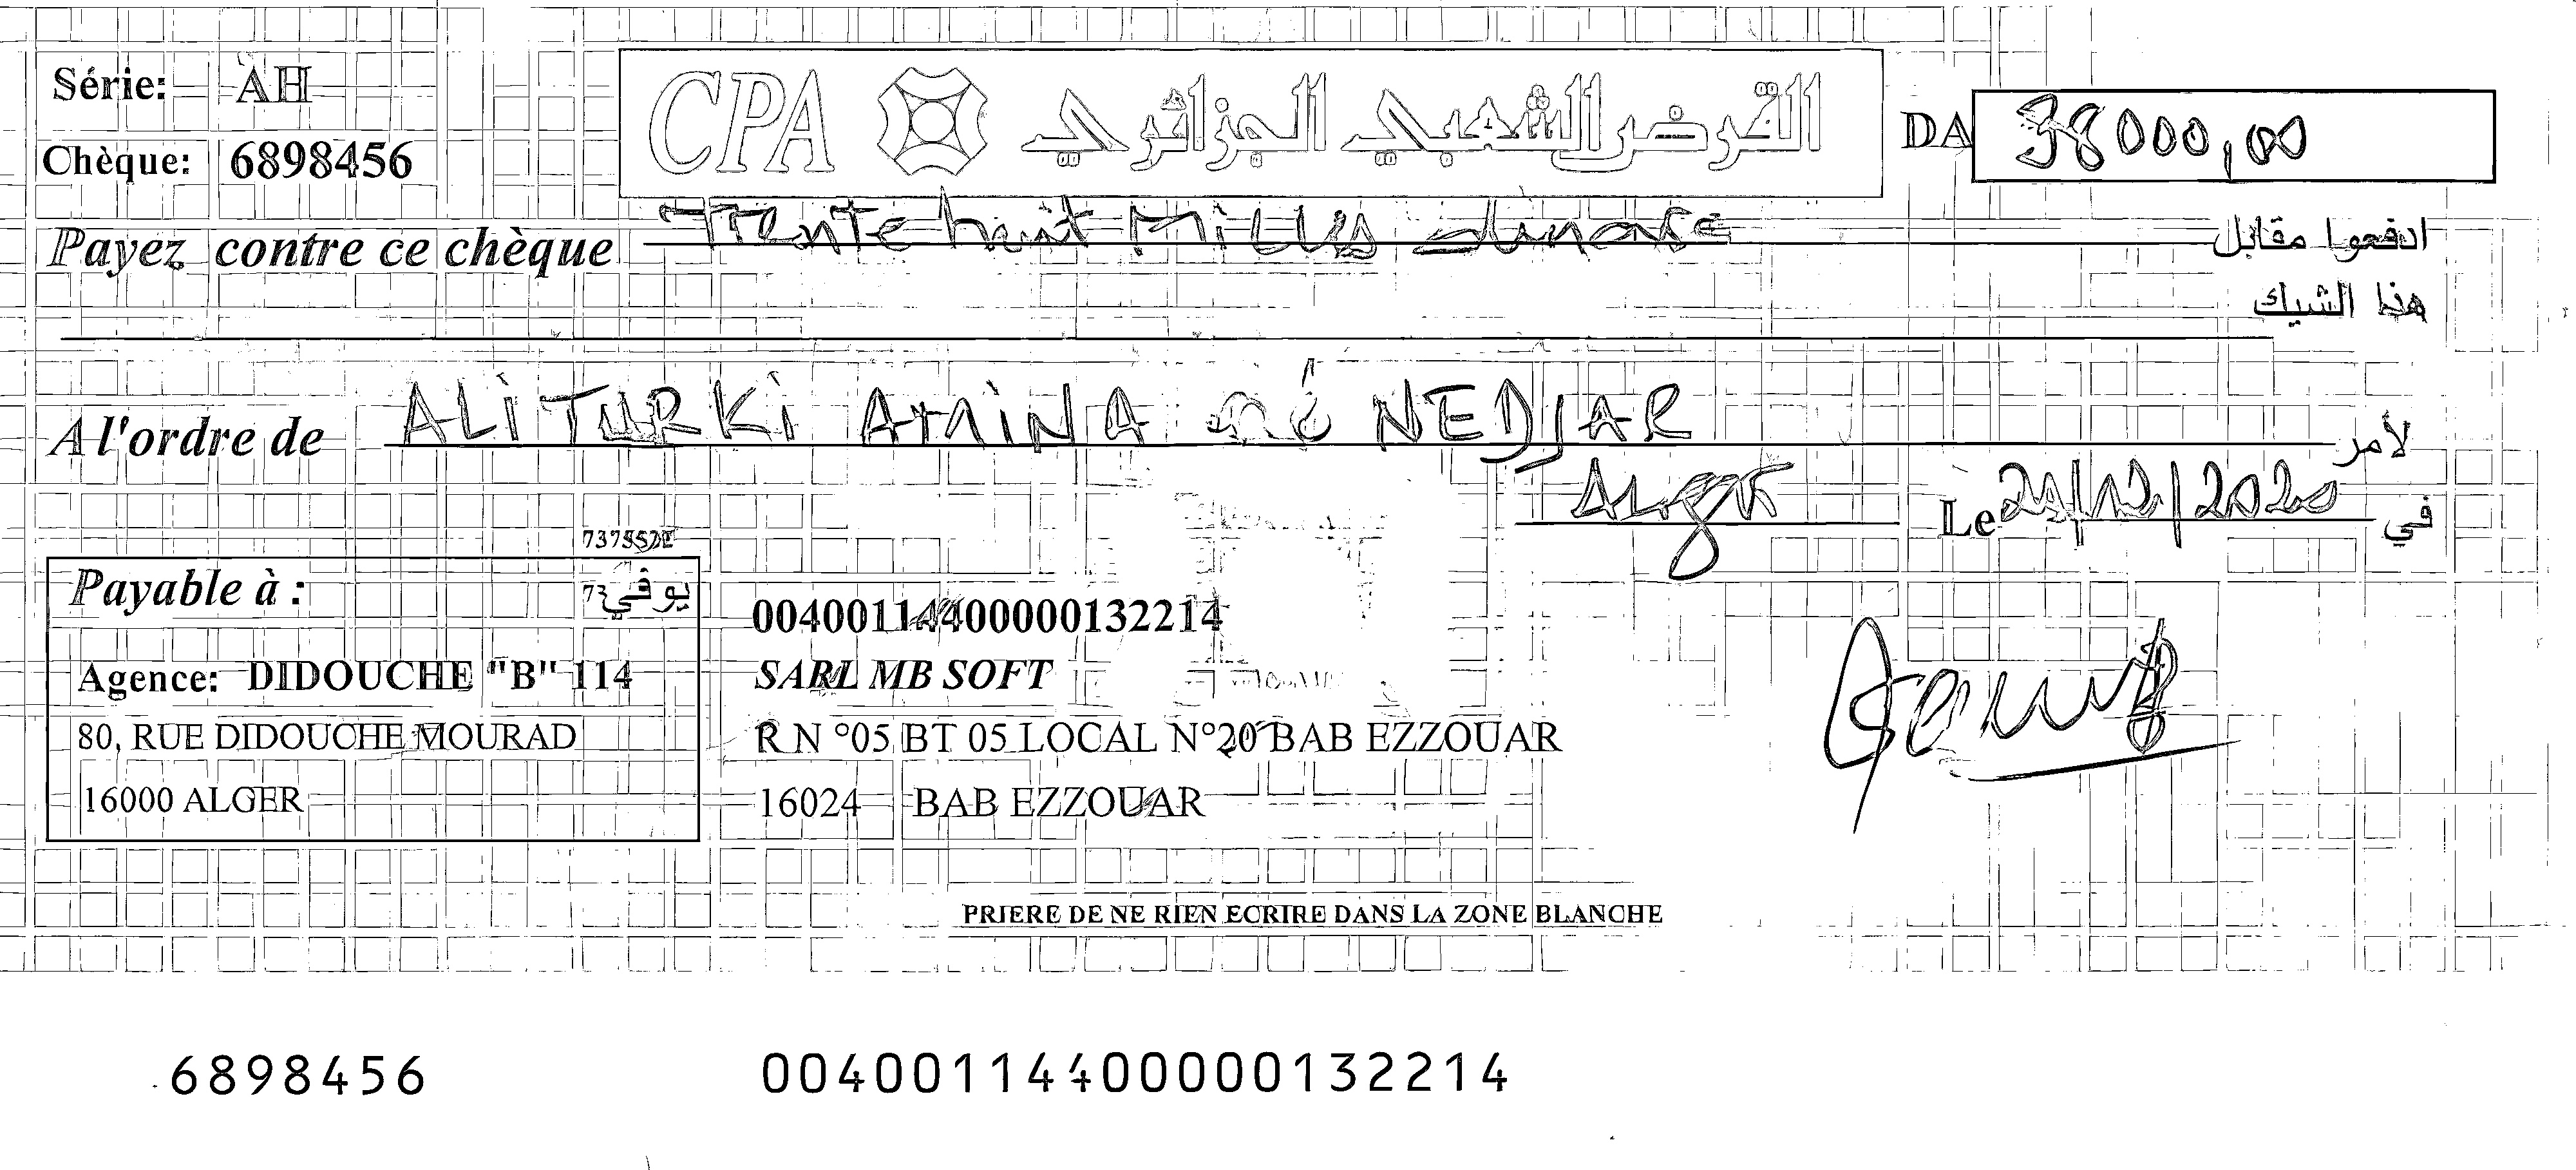 Série: AH
CPA القرض الشعبي الجزائري
DA 38000,00
Chèque: 6898456
Trente huit Milles dinars
Payez contre ce chèque ادفعوا مقابل
هذا الشيك
A l'ordre de ALI TURKI AMINA né NEDJAR لأمر
Alger Le /12/2020 في
Payable à : يوفي
00400114400000132214
Agence: DIDOUCHE "B" 114
SARL MB SOFT
80, RUE DIDOUCHE MOURAD
R N °05 BT 05 LOCAL N°20 BAB EZZOUAR
16000 ALGER
16024 BAB EZZOUAR
PRIERE DE NE RIEN ECRIRE DANS LA ZONE BLANCHE
6898456 00400114400000132214